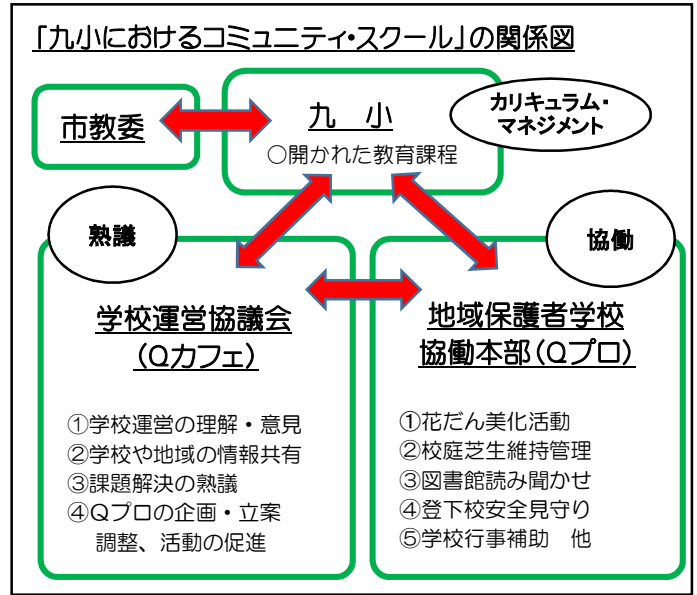 「九小におけるコミュニティ・スクール」の関係図
市教委
九　小
○開かれた教育課程
カリキュラム・
マネジメント
熟議
学校運営協議会
（Qカフェ）
①学校運営の理解・意見
②学校や地域の情報共有
③課題解決の熟議
④Ｑプロの企画・立案
調整、活動の促進
協働
地域保護者学校
協働本部（Qプロ）
①花だん美化活動
②校庭芝生維持管理
③図書館読み聞かせ
④登下校安全見守り
⑤学校行事補助　他